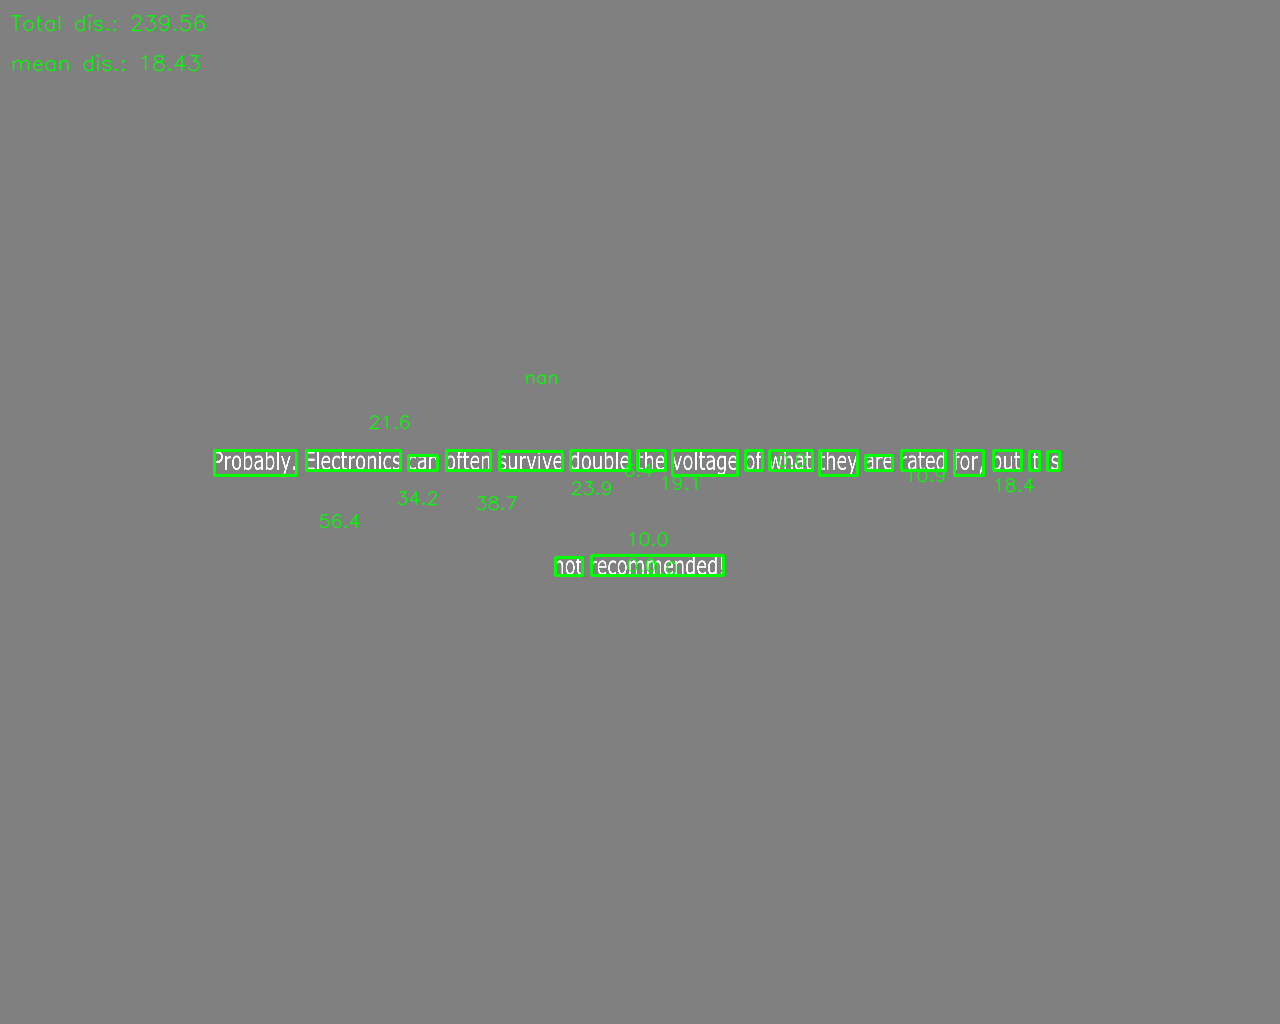 Total dis.: 239.56
mean dis.: 18.43
nan
21.6
Probably. Electronics can often survive double the voltage of what they are rated for, but it's
19.1
10.9
23.9
18.4
34.2
38.7
56.4
10.0
not recommended!